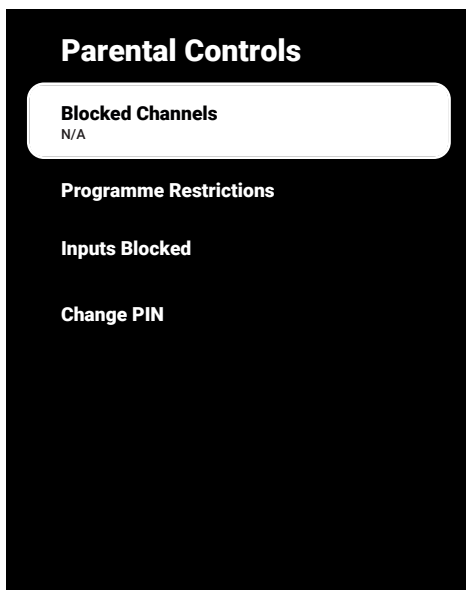 Parental Controls
Blocked Channels
N/A
Programme Restrictions
Inputs Blocked
Change PIN